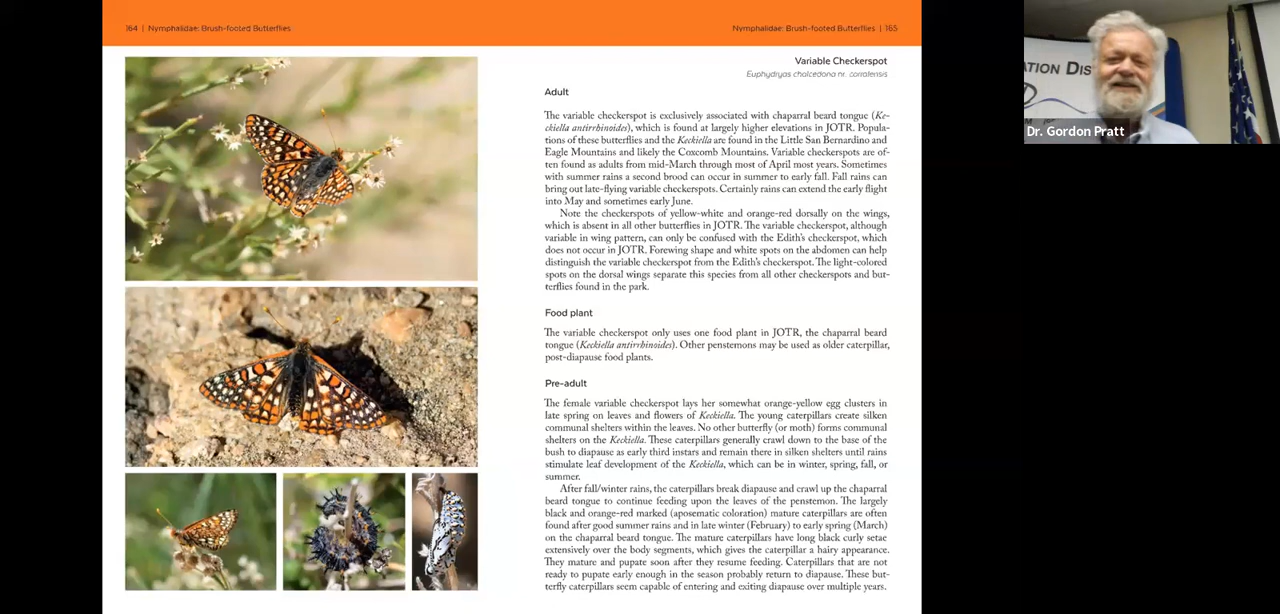 164 | Nymphalidae: Brush-footed Butterflies
Nymphalidae: Brush-footed Butterflies | 165
Variable Checkerspot
Euphydryas chalcedona nr. corralensis
Adult
The variable checkerspot is exclusively associated with chaparral beard tongue (Ke-
ckiella antirrhinoides), which is found at largely higher elevations in JOTR. Popula-
tions of these butterflies and the Keckiella are found in the Little San Bernardino and
Eagle Mountains and likely the Coxcomb Mountains. Variable checkerspots are of-
ten found as adults from mid-March through most of April most years. Sometimes
with summer rains a second brood can occur in summer to early fall. Fall rains can
bring out late-flying variable checkerspots. Certainly rains can extend the early flight
into May and sometimes early June.
Note the checkerspots of yellow-white and orange-red dorsally on the wings,
which is absent in all other butterflies in JOTR. The variable checkerspot, although
variable in wing pattern, can only be confused with the Edith's checkerspot, which
does not occur in JOTR. Forewing shape and white spots on the abdomen can help
distinguish the variable checkerspot from the Edith's checkerspot. The light-colored
spots on the dorsal wings separate this species from all other checkerspots and but-
terflies found in the park.
Food plant
The variable checkerspot only uses one food plant in JOTR, the chaparral beard
tongue (Keckiella antirrhinoides). Other penstemons may be used as older caterpillar,
post-diapause food plants.
Pre-adult
The female variable checkerspot lays her somewhat orange-yellow egg clusters in
late spring on leaves and flowers of Keckiella. The young caterpillars create silken
communal shelters within the leaves. No other butterfly (or moth) forms communal
shelters on the Keckiella. These caterpillars generally crawl down to the base of the
bush to diapause as early third instars and remain there in silken shelters until rains
stimulate leaf development of the Keckiella, which can be in winter, spring, fall, or
summer.
After fall/winter rains, the caterpillars break diapause and crawl up the chaparral
beard tongue to continue feeding upon the leaves of the penstemon. The largely
black and orange-red marked (aposematic coloration) mature caterpillars are often
found after good summer rains and in late winter (February) to early spring (March)
on the chaparral beard tongue. The mature caterpillars have long black curly setae
extensively over the body segments, which gives the caterpillar a hairy appearance.
They mature and pupate soon after they resume feeding. Caterpillars that are not
ready to pupate early enough in the season probably return to diapause. These but-
terfly caterpillars seem capable of entering and exiting diapause over multiple years.
ATION DIS
Dr. Gordon Pratt